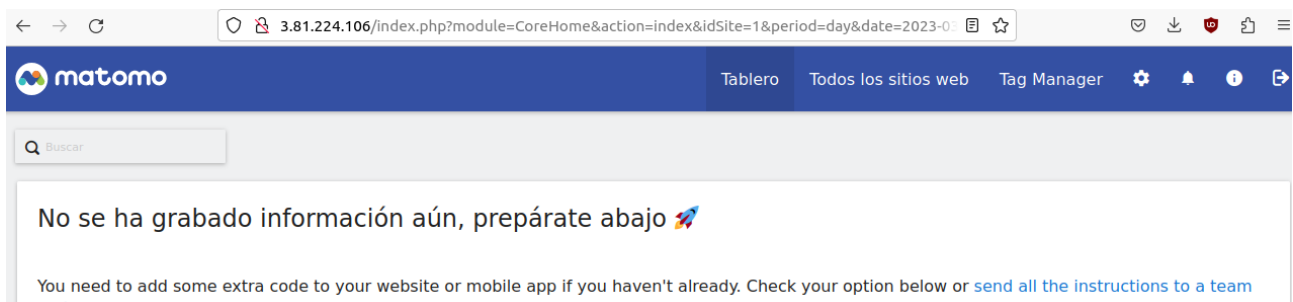 3.81.224.106/index.php?module=CoreHome&action=index&idSite=1&period=day&date=2023-03
matomo
Tablero Todos los sitios web Tag Manager
Buscar
No se ha grabado información aún, prepárate abajo 🚀
You need to add some extra code to your website or mobile app if you haven't already. Check your option below or send all the instructions to a team